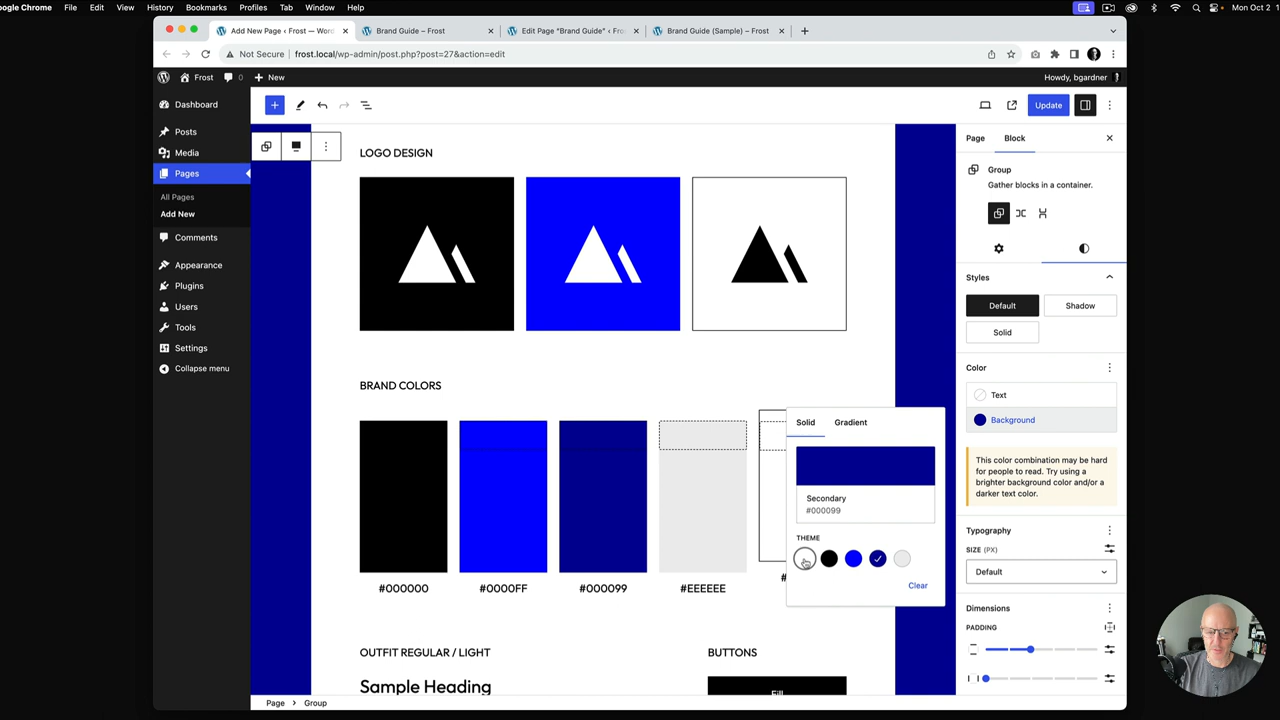 oogle Chrome File Edit View History Bookmarks Profiles Tab Window Help
Mon Oct 2
Add New Page ‹ Frost — Word
Brand Guide – Frost
Edit Page "Brand Guide" ‹ Fro
Brand Guide (Sample) – Frost
Not Secure frost.local/wp-admin/post.php?post=27&action=edit
Frost 0 New
Howdy, bgardner
Dashboard
Posts
Media
Pages
All Pages
Add New
Comments
Appearance
Plugins
Users
Tools
Settings
Collapse menu
Update
LOGO DESIGN
BRAND COLORS
#000000 #0000FF #000099 #EEEEEE #
OUTFIT REGULAR / LIGHT
BUTTONS
Sample Heading
Fill
Solid Gradient
Secondary
#000099
THEME
Clear
Page Block
Group
Gather blocks in a container.
Styles
Default Shadow
Solid
Color
Text
Background
This color combination may be hard
for people to read. Try using a
brighter background color and/or a
darker text color.
Typography
SIZE (PX)
Default
Dimensions
PADDING
Page Group